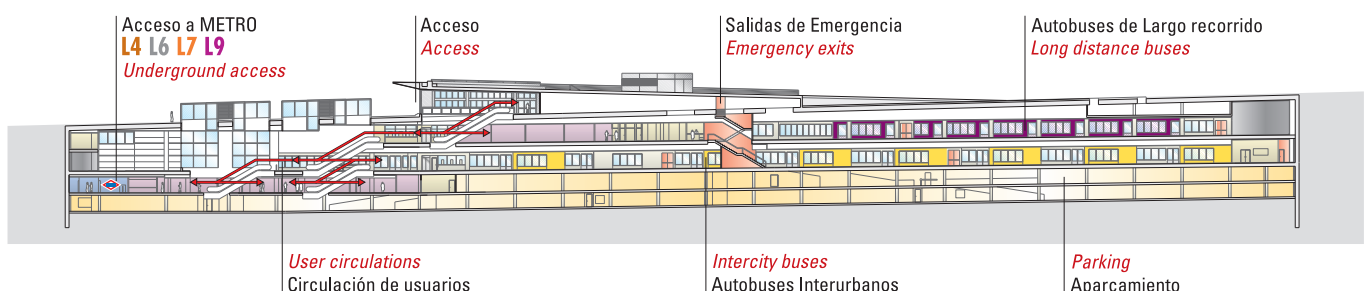 Acceso a METRO
L4 L6 L7 L9
Underground access
Acceso
Access
Salidas de Emergencia
Emergency exits
Autobuses de Largo recorrido
Long distance buses
User circulations
Circulación de usuarios
Intercity buses
Autobuses Interurbanos
Parking
Aparcamiento